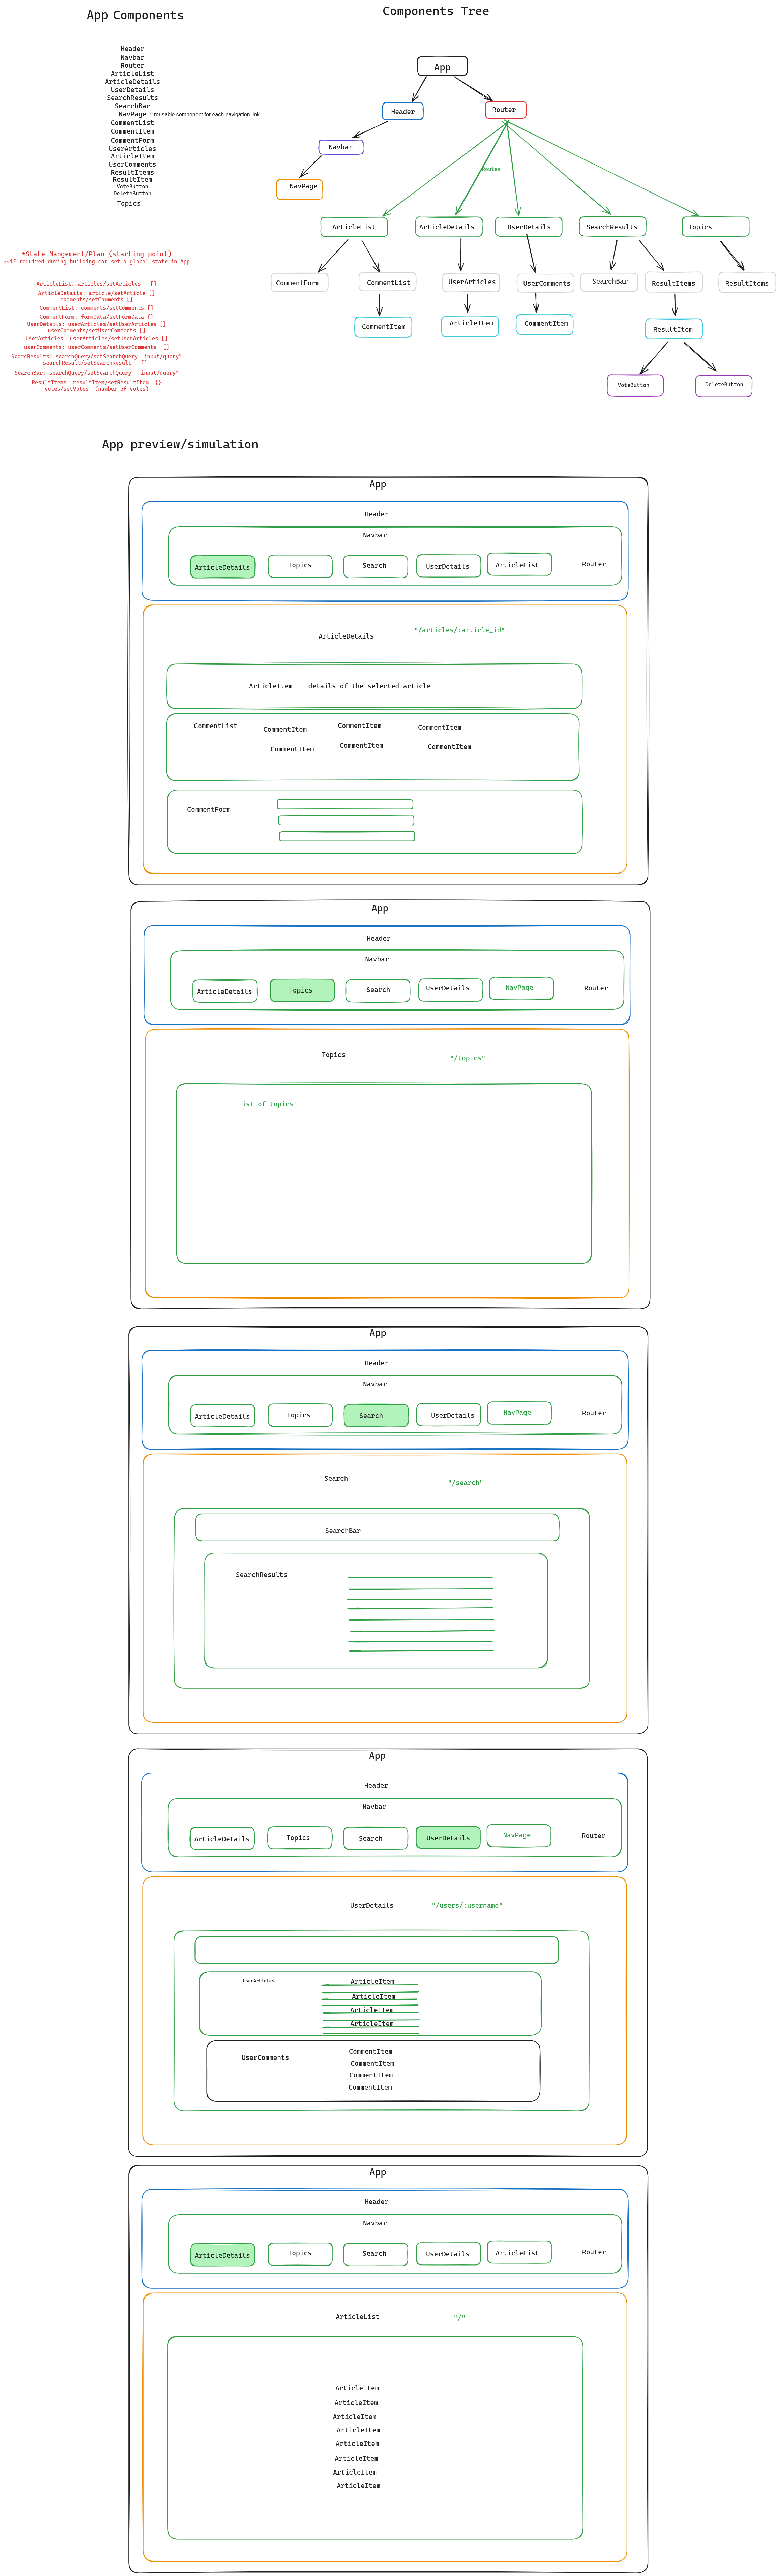 App Components
Header
Navbar
Router
ArticleList
ArticleDetails
UserDetails
SearchResults
SearchBar
NavPage **reusable component for each navigation link
CommentList
CommentItem
CommentForm
UserArticles
ArticleItem
UserComments
ResultItems
ResultItem
VoteButton
DeleteButton
Topics
*State Mangement/Plan (starting point)
**if required during building can set a global state in App
ArticleList: articles/setArticles []
ArticleDetails: article/setArticle []
comments/setComments []
CommentList: comments/setComments []
CommentForm: formData/setFormData {}
UserDetails: userArticles/setUserArticles []
userComments/setUserComments []
UserArticles: userArticles/setUserArticles []
userComments: userComments/setUserComments []
SearcResults: searchQuery/setSearchQuery "input/query"
searchResult/setSearchResult []
SearchBar: searchQuery/setSearchQuery "input/query"
ResultItems: resultItem/setResultItem {}
votes/setVotes (number of votes)
Components Tree
App
Header
Router
Navbar
NavPage
Routes
ArticleList
ArticleDetails
UserDetails
SearchResults
Topics
CommentForm
CommentList
UserArticles
UserComments
SearchBar
ResultItems
ResultItems
CommentItem
ArticleItem
CommentItem
ResultItem
VoteButton
DeleteButton
App preview/simulation
App
Header
Navbar
ArticleDetails
Topics
Search
UserDetails
ArticleList
Router
ArticleDetails
"/articles/:article_id"
ArticleItem details of the selected article
CommentList
CommentItem
CommentItem
CommentItem
CommentItem
CommentItem
CommentItem
CommentForm
App
Header
Navbar
ArticleDetails
Topics
Search
UserDetails
NavPage
Router
Topics
"/topics"
List of topics
App
Header
Navbar
ArticleDetails
Topics
Search
UserDetails
NavPage
Router
Search
"/search"
SearchBar
SearchResults
App
Header
Navbar
ArticleDetails
Topics
Search
UserDetails
NavPage
Router
UserDetails
"/users/:username"
UserArticles
ArticleItem
ArticleItem
ArticleItem
ArticleItem
UserComments
CommentItem
CommentItem
CommentItem
CommentItem
App
Header
Navbar
ArticleDetails
Topics
Search
UserDetails
ArticleList
Router
ArticleList
"/"
ArticleItem
ArticleItem
ArticleItem
ArticleItem
ArticleItem
ArticleItem
ArticleItem
ArticleItem